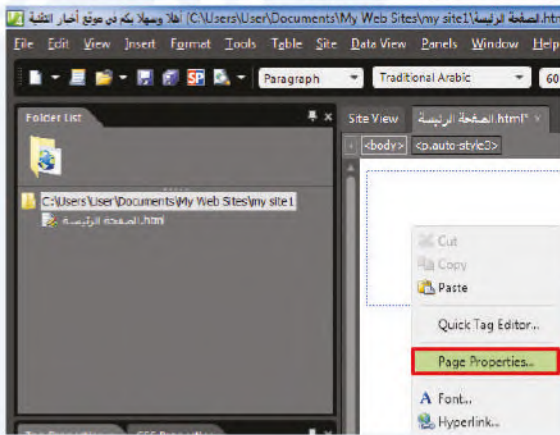 C:\Users\User\Documents\My Web Sites\my site1\الصفحة الرئيسة.ht] أهلا وسهلا بكم في موقع أخبار التقنية
File Edit View Insert Format Tools Table Site Data View Panels Window Help
Paragraph Traditional Arabic 60
Folder List
Site View الصفحة الرئيسة.html*
<body> <p.auto-style3>
C:\Users\User\Documents\My Web Sites\my site1
الصفحة الرئيسة.html
Cut
Copy
Paste
Quick Tag Editor...
Page Properties...
Font...
Hyperlink...